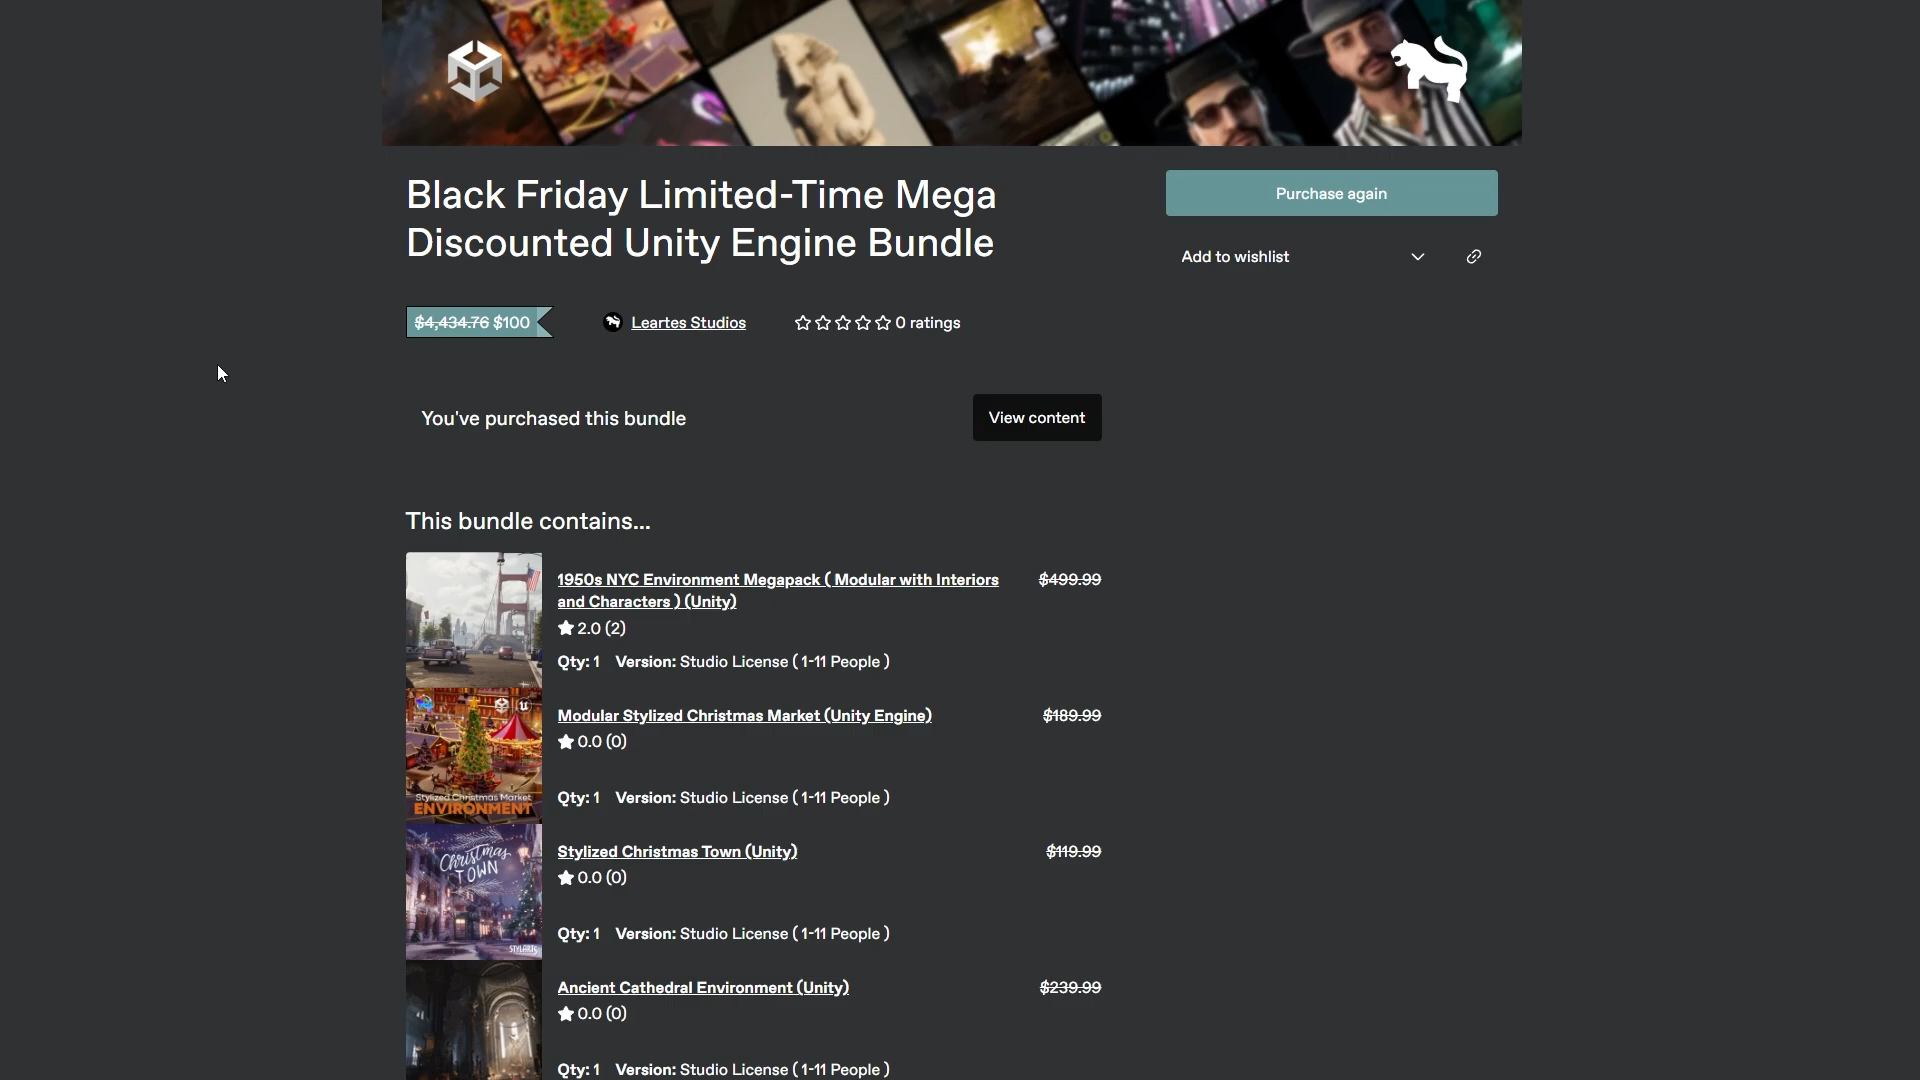 Black Friday Limited-Time Mega
Discounted Unity Engine Bundle
Purchase again
Add to wishlist
$4,434.76 $100
Leartes Studios
0 ratings
You've purchased this bundle
View content
This bundle contains...
1950s NYC Environment Megapack ( Modular with Interiors
and Characters ) (Unity)
$499.99
2.0 (2)
Qty: 1 Version: Studio License ( 1-11 People )
Modular Stylized Christmas Market (Unity Engine)
$189.99
0.0 (0)
Stylized Christmas Market
ENVIRONMENT
Qty: 1 Version: Studio License ( 1-11 People )
Stylized Christmas Town (Unity)
$119.99
Christmas
TOWN
0.0 (0)
Qty: 1 Version: Studio License ( 1-11 People )
STYLARTS
Ancient Cathedral Environment (Unity)
$239.99
0.0 (0)
Qty: 1 Version: Studio License ( 1-11 People )